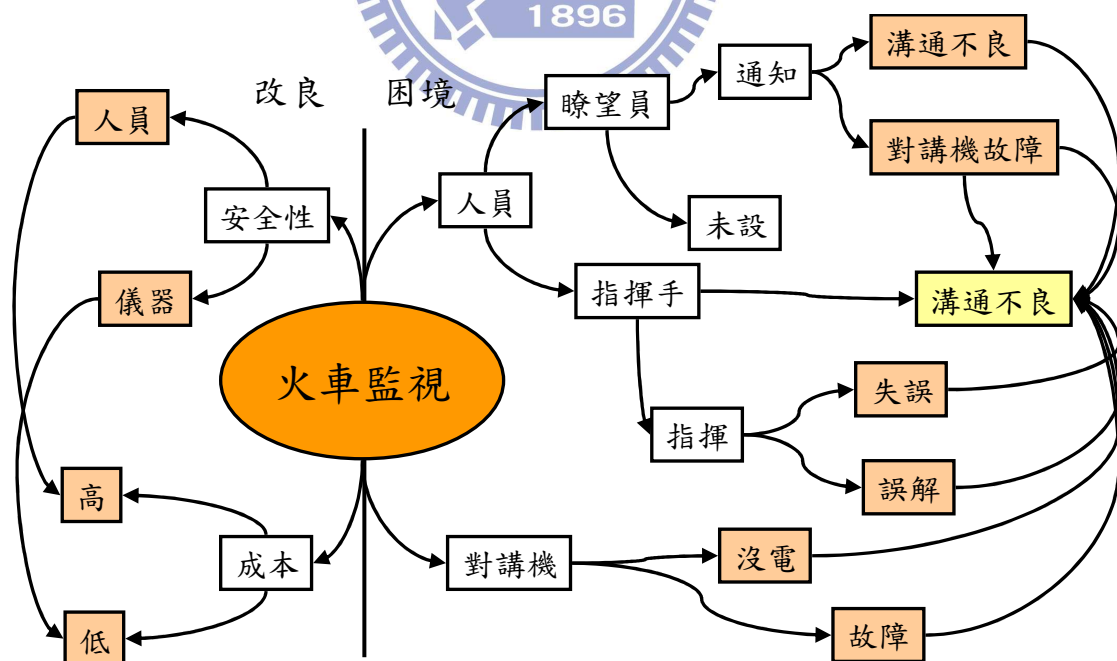 1896
改良
困境
人員
安全性
儀器
火車監視
高
成本
低
人員
瞭望員
通知
溝通不良
對講機故障
未設
指揮手
溝通不良
指揮
失誤
誤解
對講機
沒電
故障